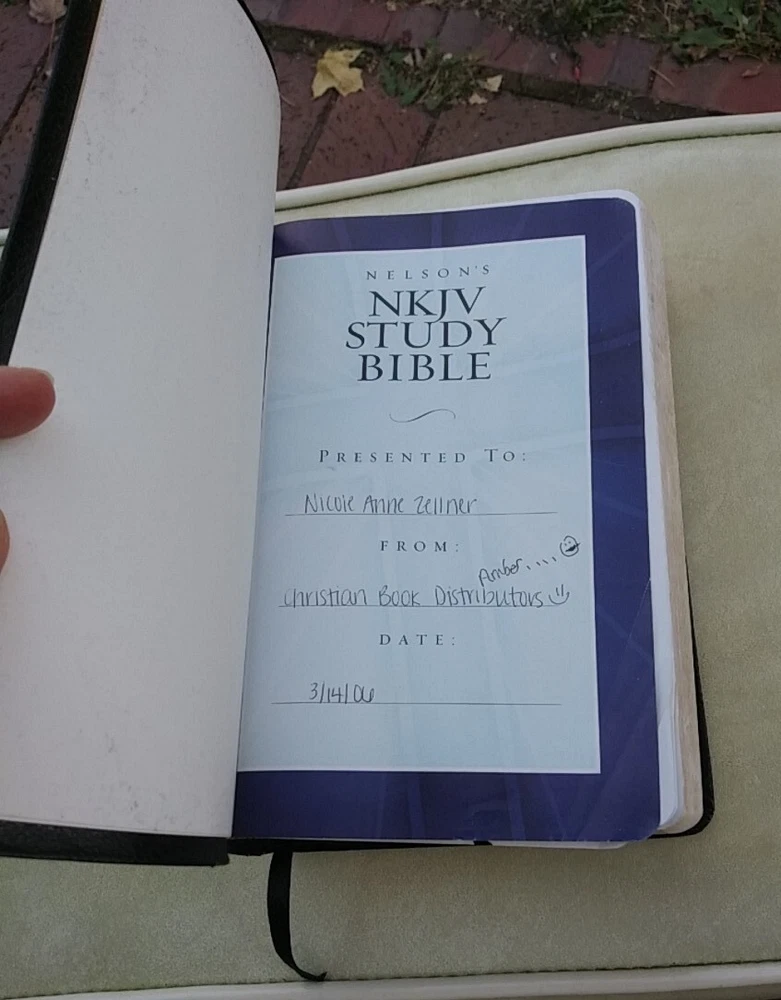 NELSON'S
NKJV
STUDY
BIBLE
PRESENTED TO:
Nicole Anne Zellner
FROM:
Amber....
Christian Book Distributors
DATE:
3/14/06